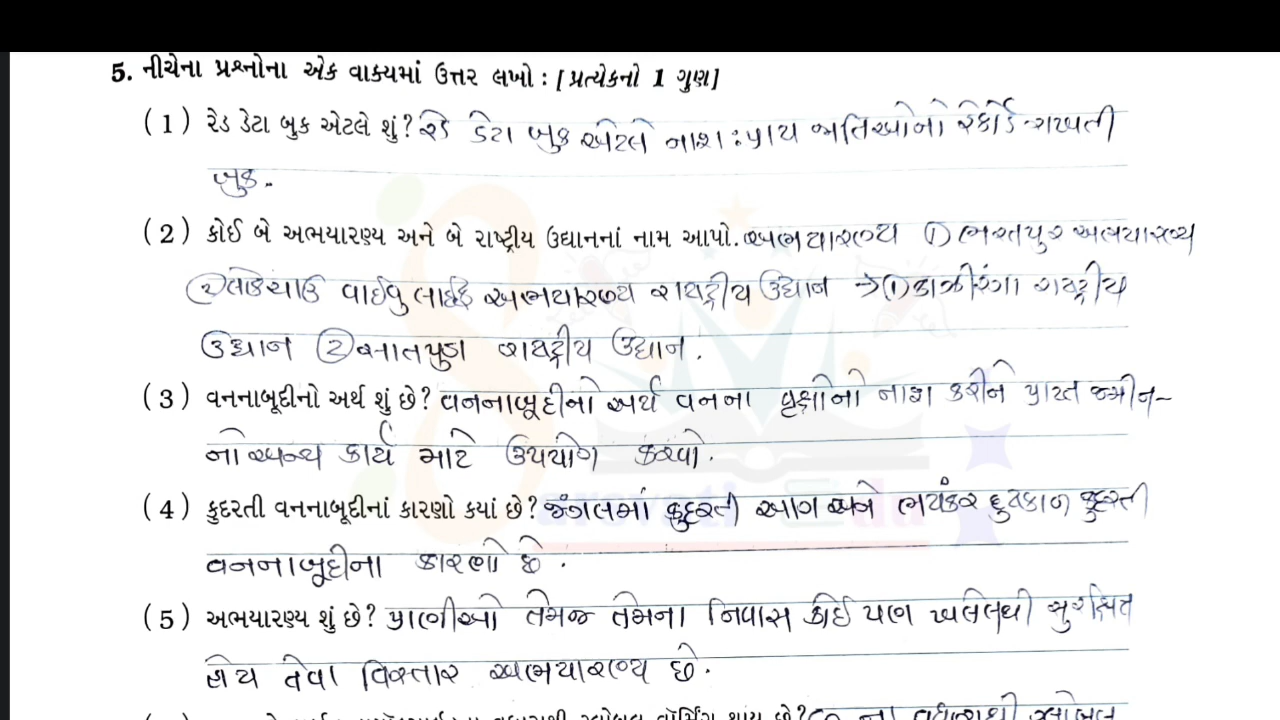 5. નીચેના પ્રશ્નોના એક વાક્યમાં ઉત્તર લખો : [પ્રત્યેકનો 1 ગુણ]
(1) રેડ ડેટા બુક એટલે શું? રેડ ડેટા બુક એટલે નાશ:પ્રાય જાતિઓનો રેકોર્ડ રાખતી
બુક.
(2) કોઈ બે અભયારણ્ય અને બે રાષ્ટ્રીય ઉદ્યાનનાં નામ આપો. અભયારણ્ય ① ભરતપુર અભયારણ્ય
② વાઈલ્ડ લાઈફ અભયારણ્ય રાષ્ટ્રીય ઉદ્યાન → ① કાઝીરંગા રાષ્ટ્રીય
ઉદ્યાન ② સાતપુડા રાષ્ટ્રીય ઉદ્યાન.
(3) વનનાબૂદીનો અર્થ શું છે? વનનાબૂદીનો અર્થ વનના વૃક્ષોનો નાશ કરીને પ્રાપ્ત જમીન-
નો અન્ય કાર્ય માટે ઉપયોગ કરવો.
(4) કુદરતી વનનાબૂદીનાં કારણો કયાં છે? જંગલમાં કુદરતી આગ અને ભયંકર દુષ્કાળ કુદરતી
વનનાબૂદીના કારણો છે.
(5) અભયારણ્ય શું છે? પ્રાણીઓ તેમજ તેમના નિવાસ કોઈ પણ ખલેલથી સુરક્ષિત
હોય તેવા વિસ્તાર અભયારણ્ય છે.